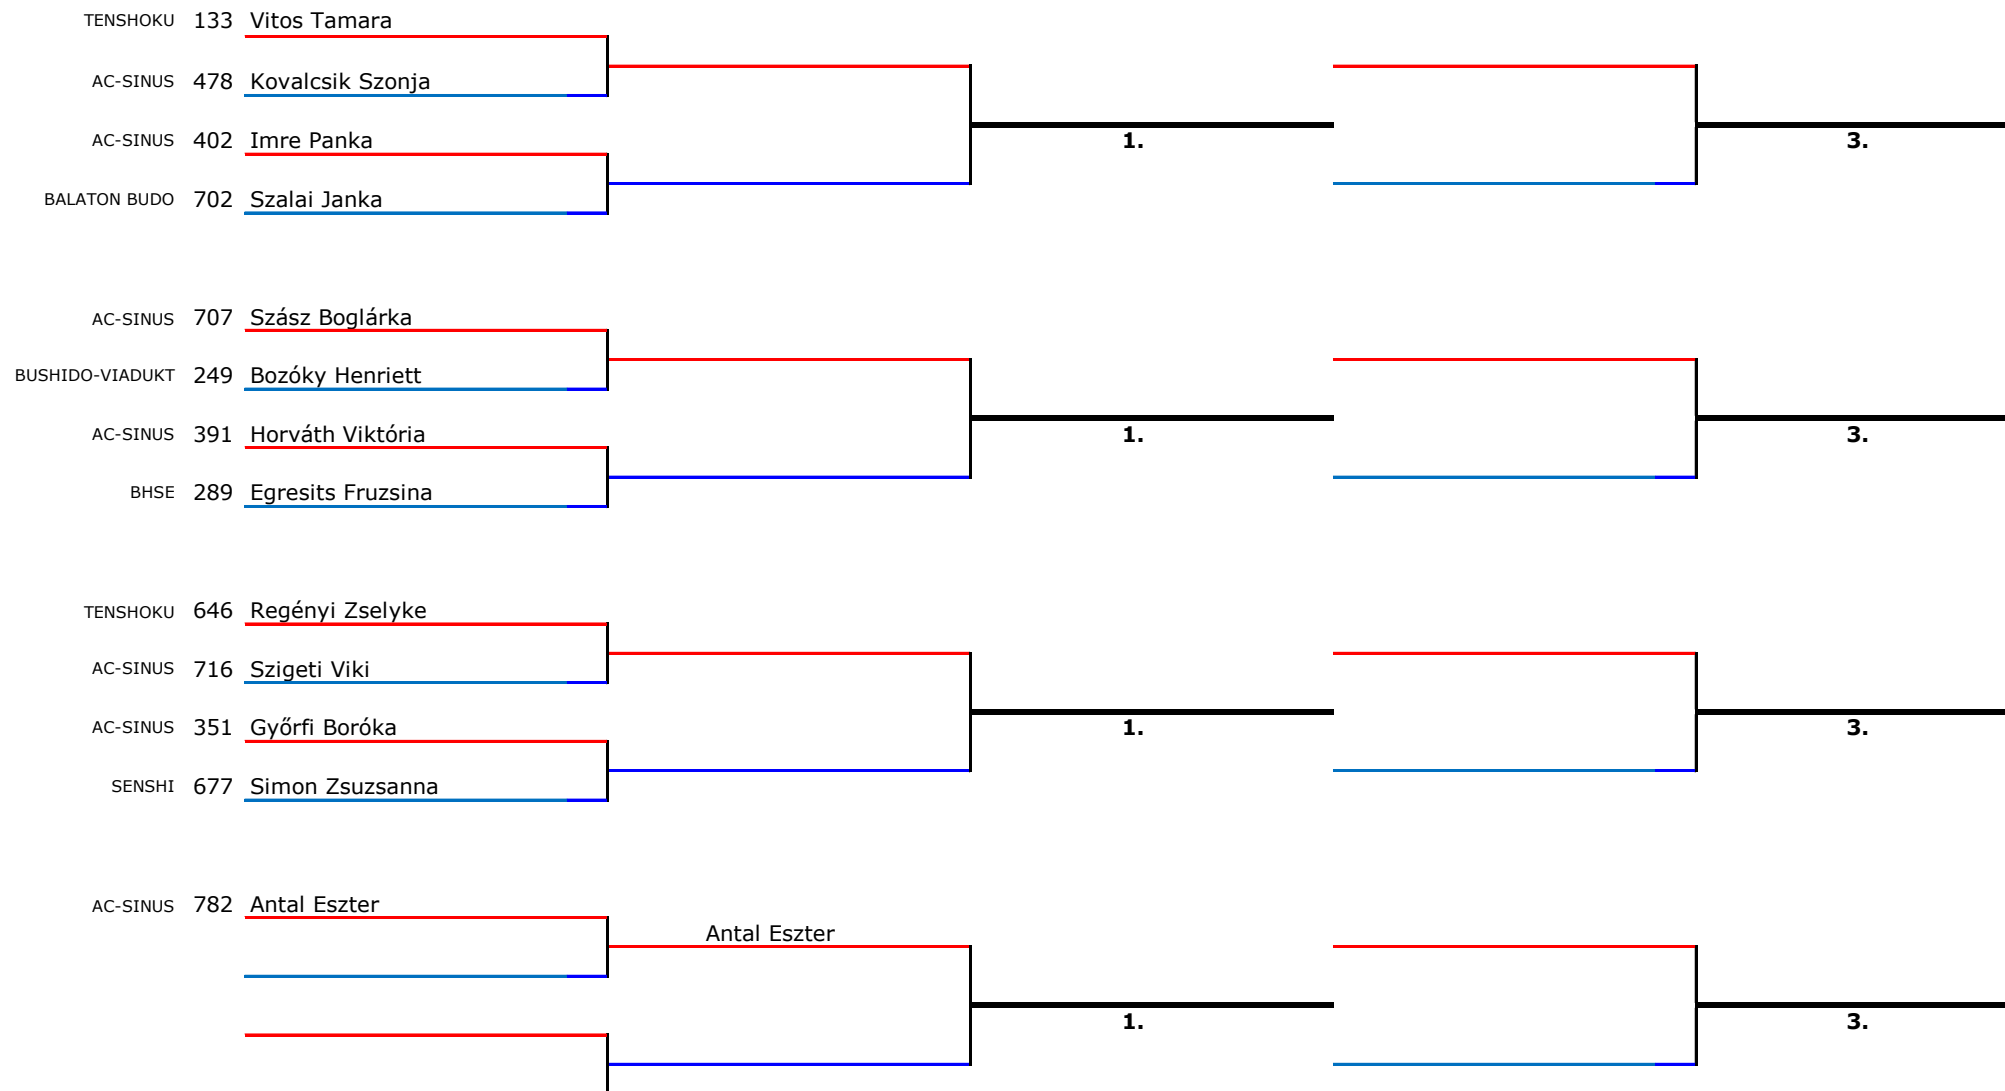 TENSHOKU 133 Vitos Tamara
AC-SINUS 478 Kovalcsik Szonja
AC-SINUS 402 Imre Panka 1. 3.
BALATON BUDO 702 Szalai Janka
AC-SINUS 707 Szász Boglárka
BUSHIDO-VIADUKT 249 Bozóky Henriett
AC-SINUS 391 Horváth Viktória 1. 3.
BHSE 289 Egresits Fruzsina
TENSHOKU 646 Regényi Zselyke
AC-SINUS 716 Szigeti Viki
AC-SINUS 351 Győrfi Boróka 1. 3.
SENSHI 677 Simon Zsuzsanna
AC-SINUS 782 Antal Eszter
Antal Eszter
1. 3.